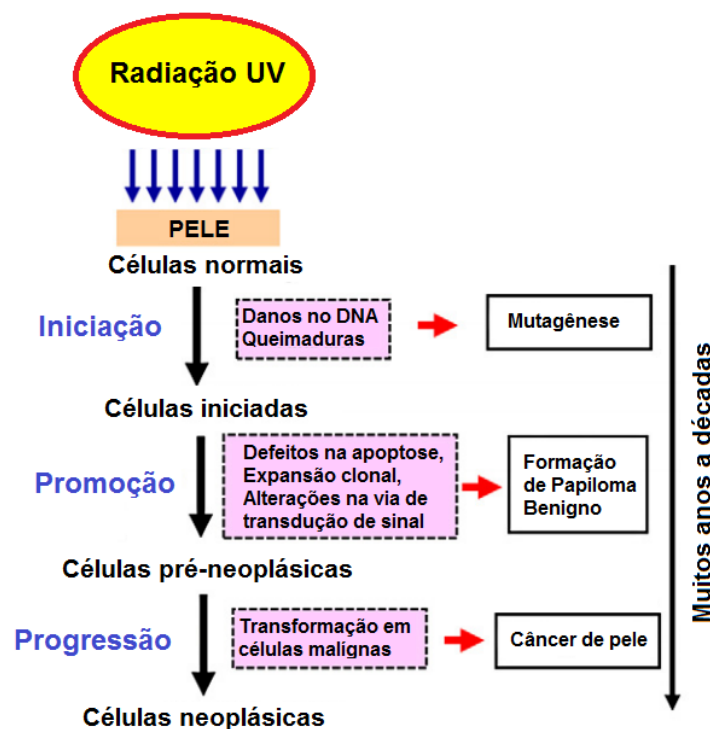 Radiação UV
PELE
Células normais
Iniciação
Danos no DNA
Queimaduras
Mutagênese
Células iniciadas
Promoção
Defeitos na apoptose,
Expansão clonal,
Alterações na via de
transdução de sinal
Formação
de Papiloma
Benigno
Células pré-neoplásicas
Progressão
Transformação em
células malignas
Câncer de pele
Células neoplásicas
Muitos anos a décadas